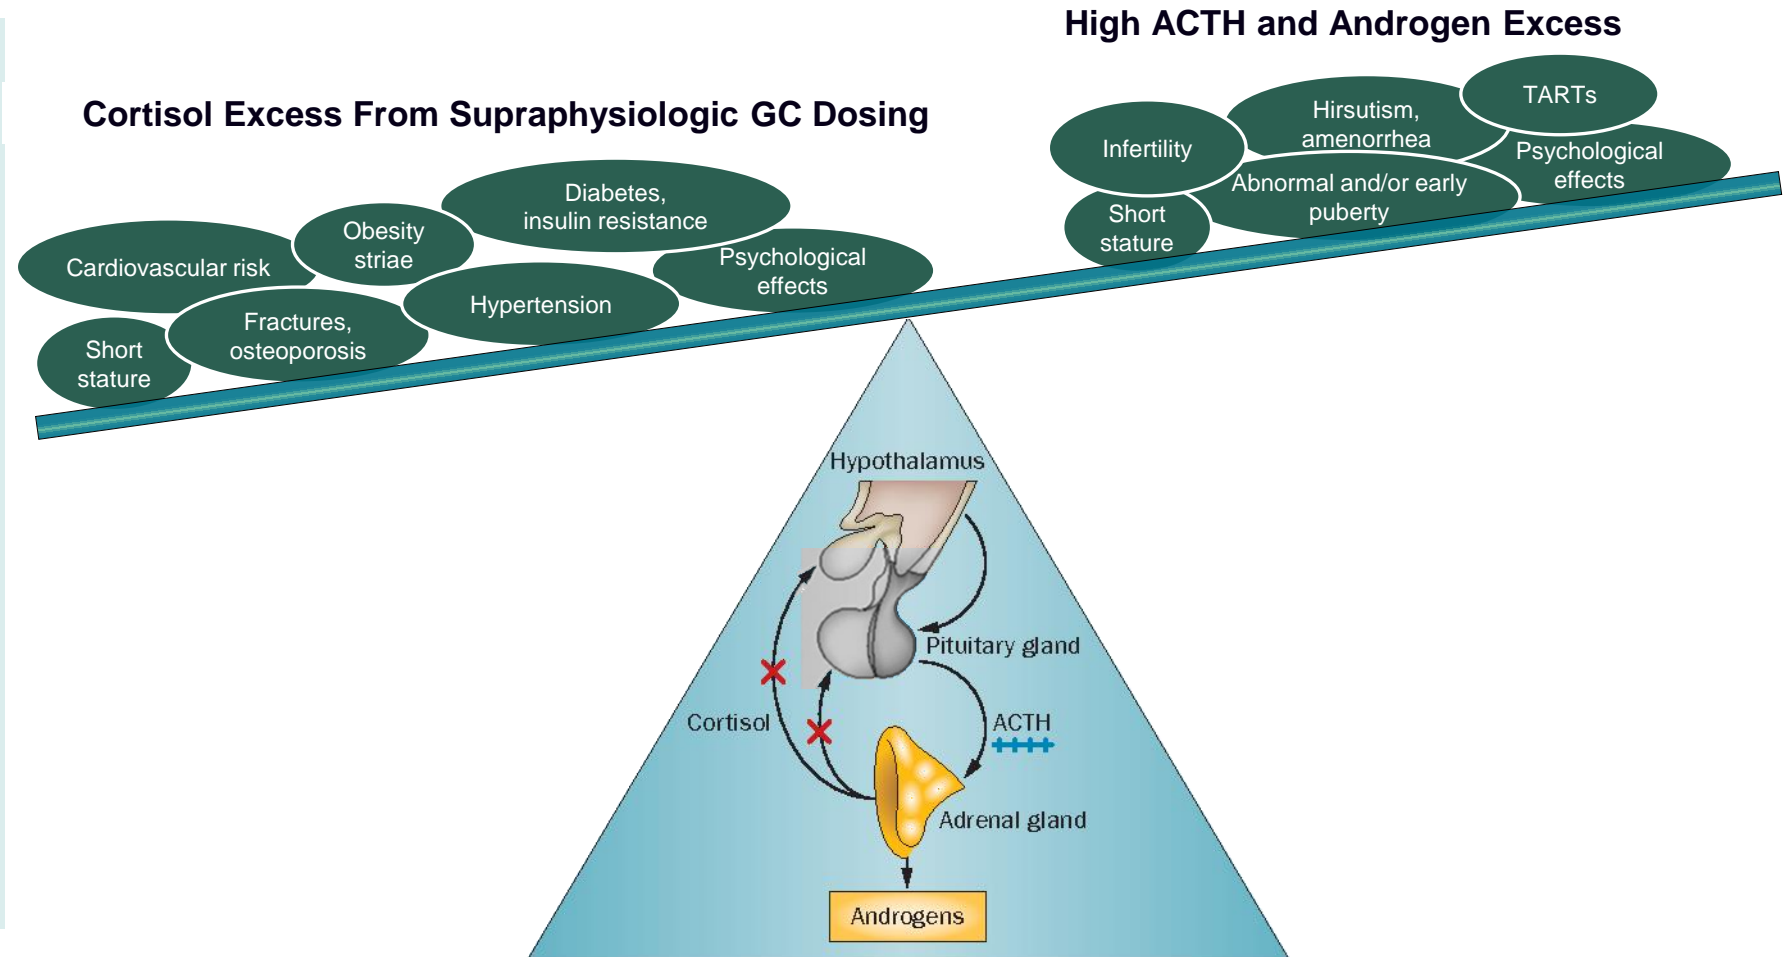 High ACTH and Androgen Excess
Cortisol Excess From Supraphysiologic GC Dosing
Cardiovascular risk
Obesity
striae
Diabetes,
insulin resistance
Psychological
effects
Short
stature
Fractures,
osteoporosis
Hypertension
Infertility
Hirsutism,
amenorrhea
TARTs
Psychological
effects
Short
stature
Abnormal and/or early
puberty
Hypothalamus
Pituitary gland
Cortisol
ACTH
Adrenal gland
Androgens